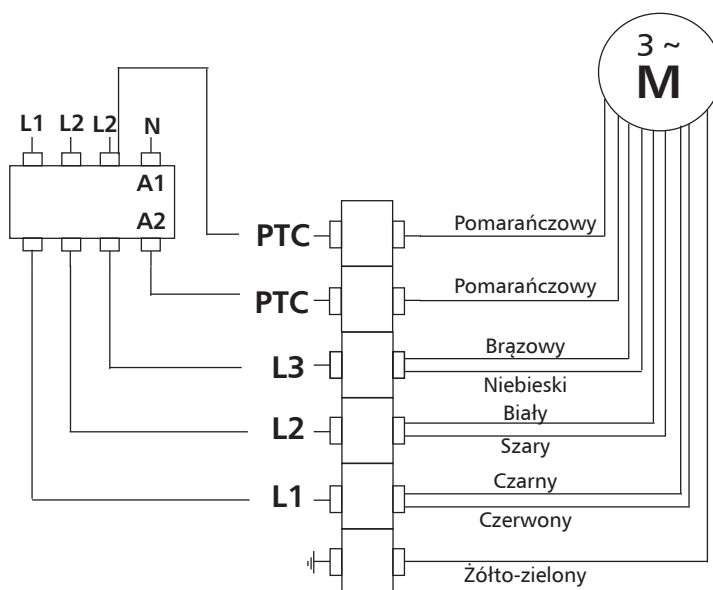 3 ~
M
L1 L2 L2 N
A1
A2
PTC
Pomarańczowy
PTC
Pomarańczowy
L3
Brązowy
Niebieski
L2
Biały
Szary
L1
Czarny
Czerwony
Żółto-zielony